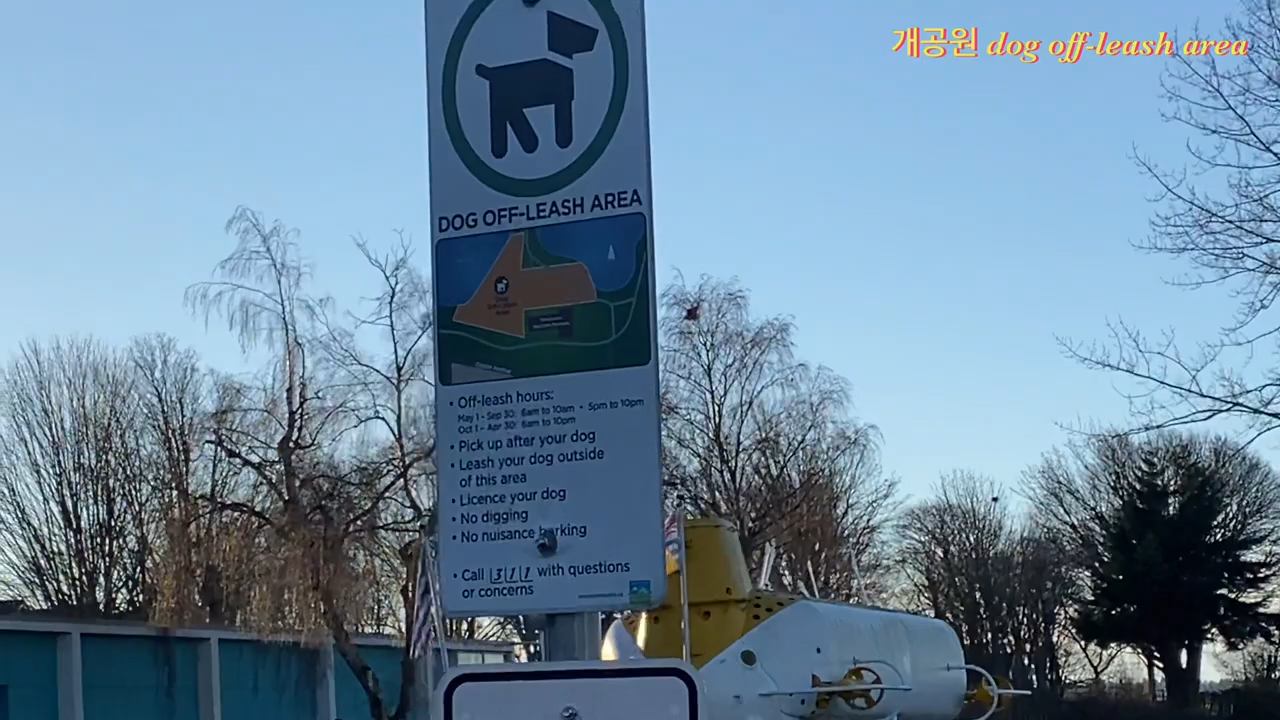 개공원 dog off-leash area
DOG OFF-LEASH AREA
• Off-leash hours:
May 1 - Sep 30: 6am to 10am • 5pm to 10pm
Oct 1 - Apr 30: 6am to 10pm
• Pick up after your dog
• Leash your dog outside
of this area
• Licence your dog
• No digging
• No nuisance barking
• Call 311 with questions
or concerns